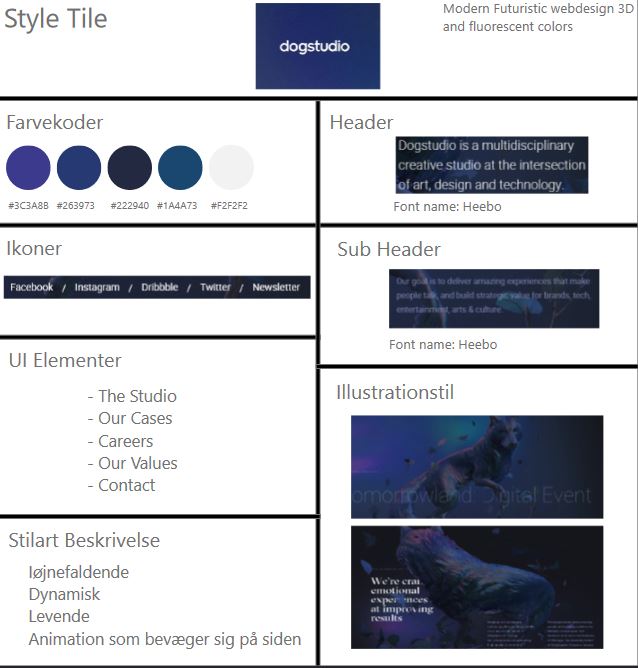 Style Tile
dogstudio
Modern Futuristic webdesign 3D
and fluorescent colors
Farvekoder
#3C3A8B #263973 #222940 #1A4A73 #F2F2F2
Header
Dogstudio is a multidisciplinary
creative studio at the intersection
of art, design and technology.
Font name: Heebo
Ikoner
Facebook / Instagram / Dribbble / Twitter / Newsletter
Sub Header
Our goal is to deliver amazing experiences that make
people talk, and build strategic value for brands, tech,
entertainment, arts & culture.
Font name: Heebo
UI Elementer
- The Studio
- Our Cases
- Careers
- Our Values
- Contact
Stilart Beskrivelse
Iøjnefaldende
Dynamisk
Levende
Animation som bevæger sig på siden
Illustrationstil
omorrowland Digital Event
We're crai
emotional
experiences
at improving
results